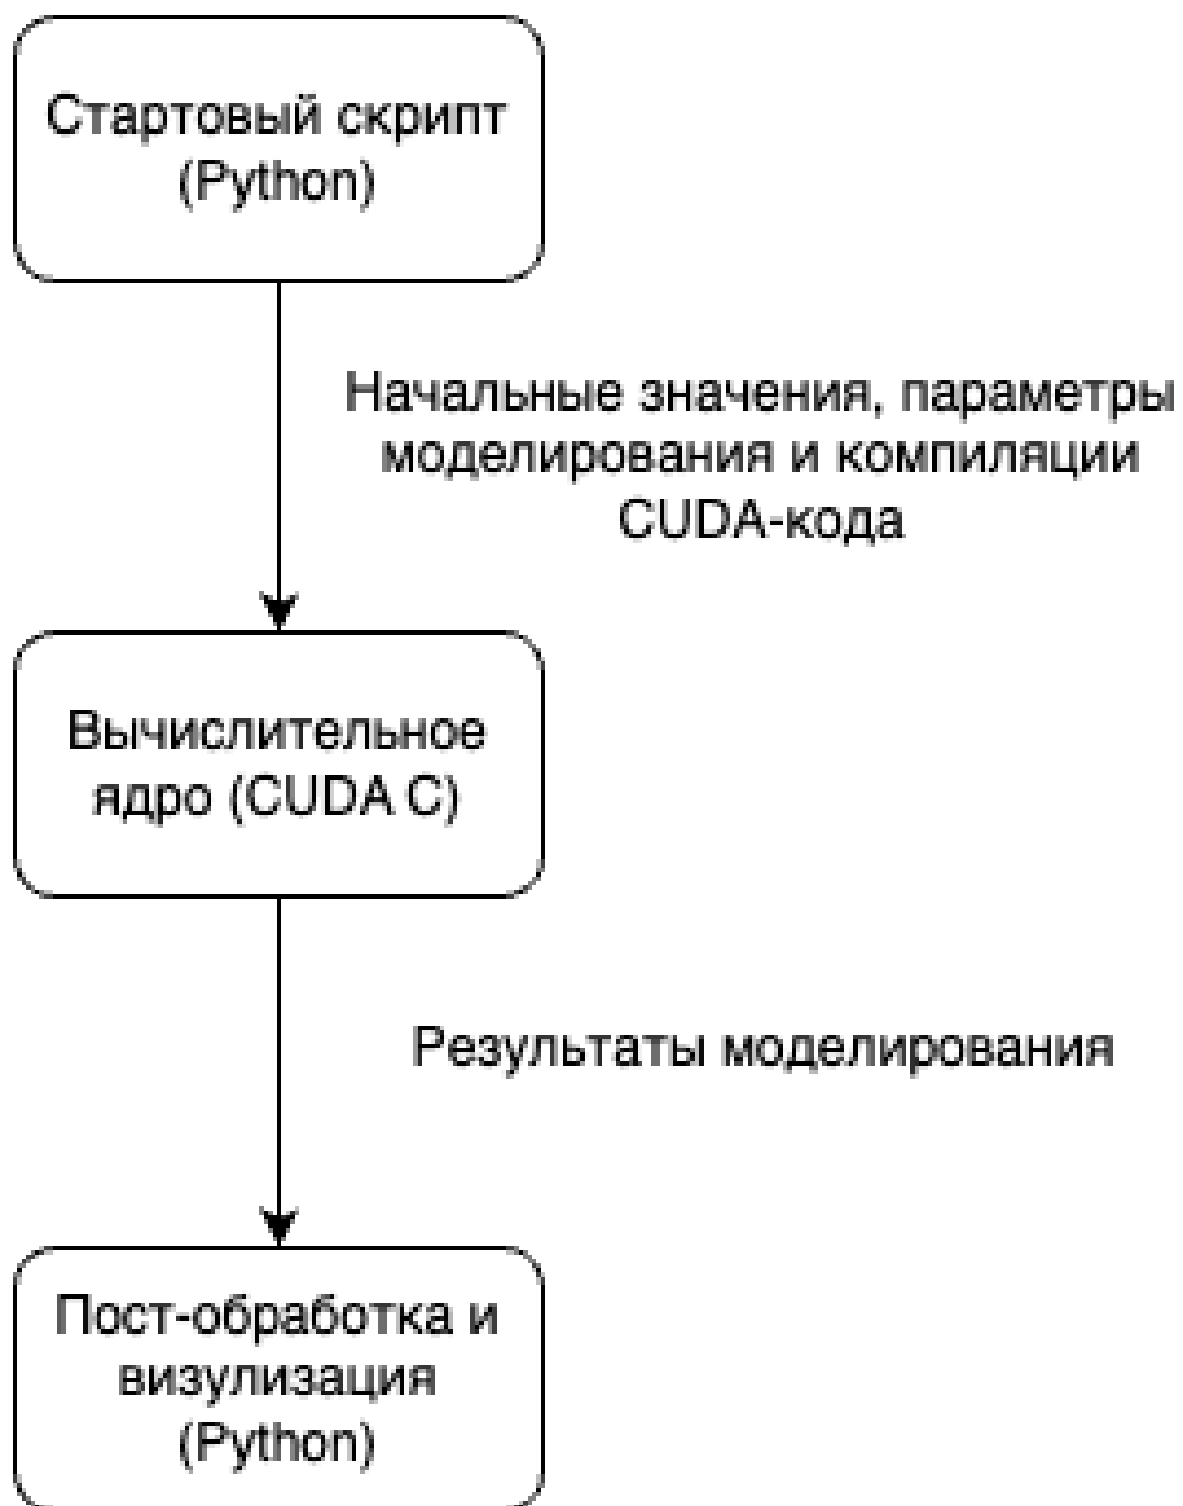 Стартовый скрипт
(Python)
Начальные значения, параметры
моделирования и компиляции
CUDA-кода
Вычислительное
ядро (CUDA C)
Результаты моделирования
Пост-обработка и
визулизация
(Python)